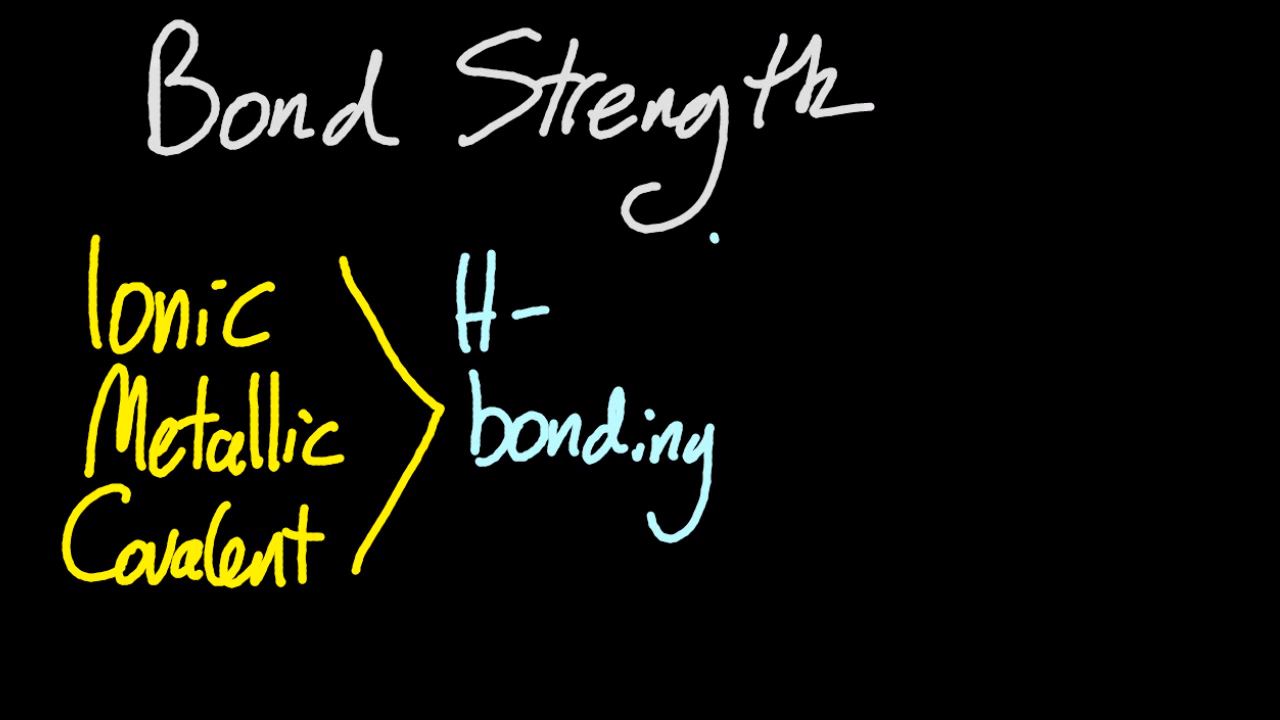 Bond Strength
Ionic
Metallic
Covalent
>
H-
bonding